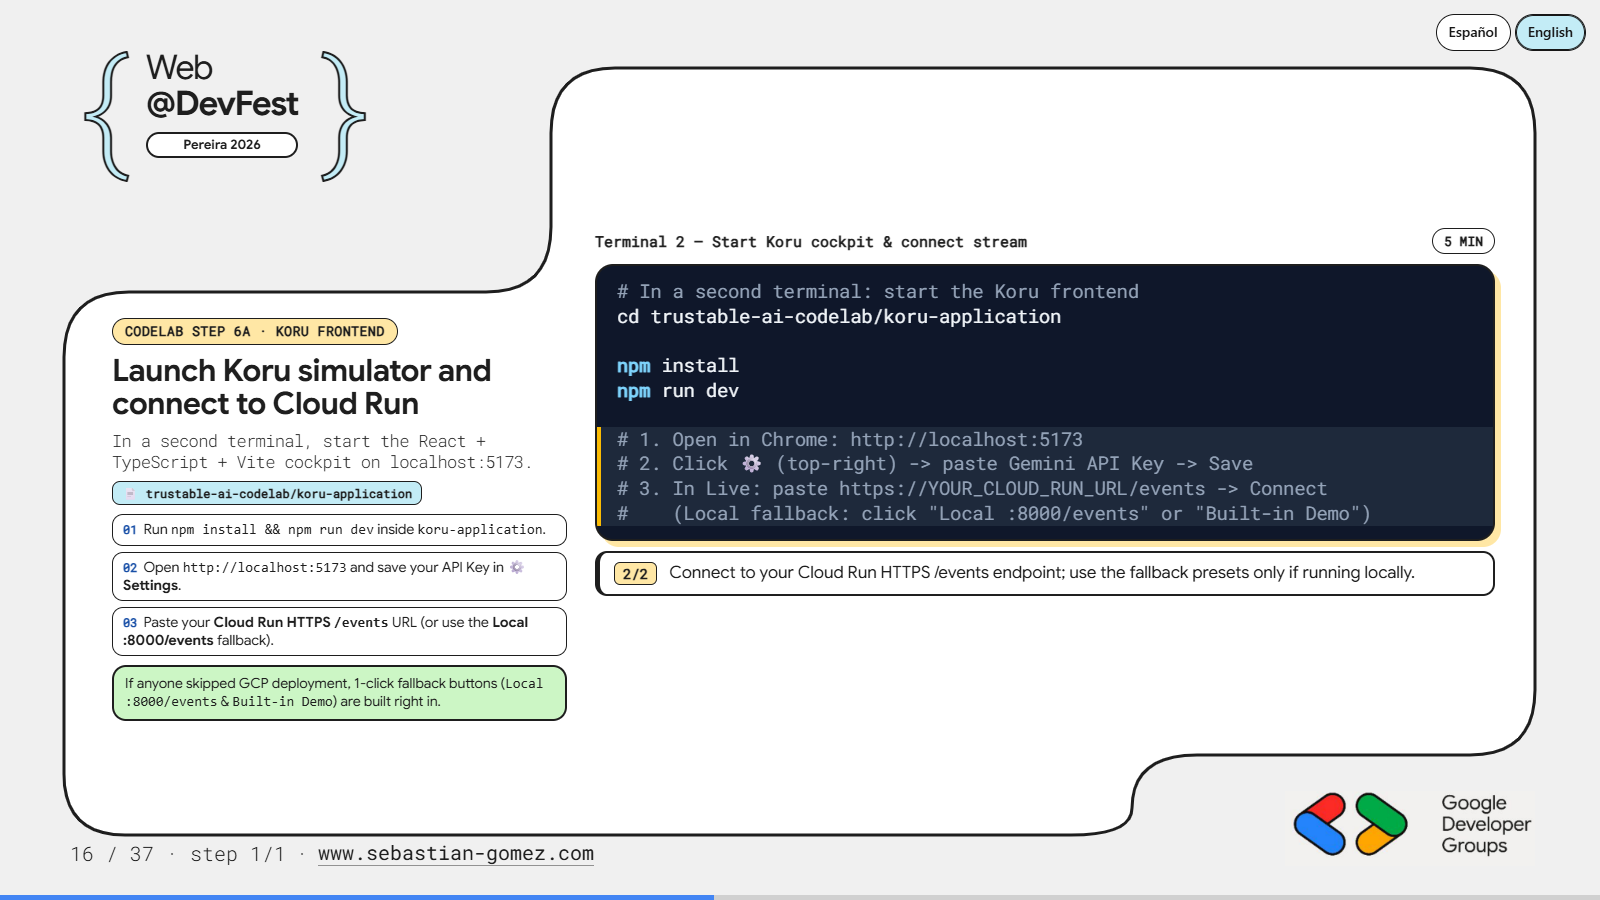 Español English
Web
@DevFest
Pereira 2026
CODELAB STEP 6A · KORU FRONTEND
Launch Koru simulator and
connect to Cloud Run
In a second terminal, start the React +
TypeScript + Vite cockpit on localhost:5173.
trustable-ai-codelab/koru-application
01 Run npm install && npm run dev inside koru-application.
02 Open http://localhost:5173 and save your API Key in ⚙️
Settings.
03 Paste your Cloud Run HTTPS /events URL (or use the Local
:8000/events fallback).
If anyone skipped GCP deployment, 1-click fallback buttons (Local
:8000/events & Built-in Demo) are built right in.
Terminal 2 — Start Koru cockpit & connect stream
5 MIN
# In a second terminal: start the Koru frontend
cd trustable-ai-codelab/koru-application
npm install
npm run dev
# 1. Open in Chrome: http://localhost:5173
# 2. Click ⚙️ (top-right) -> paste Gemini API Key -> Save
# 3. In Live: paste https://YOUR_CLOUD_RUN_URL/events -> Connect
#    (Local fallback: click "Local :8000/events" or "Built-in Demo")
2/2 Connect to your Cloud Run HTTPS /events endpoint; use the fallback presets only if running locally.
16 / 37 · step 1/1 · www.sebastian-gomez.com
Google
Developer
Groups